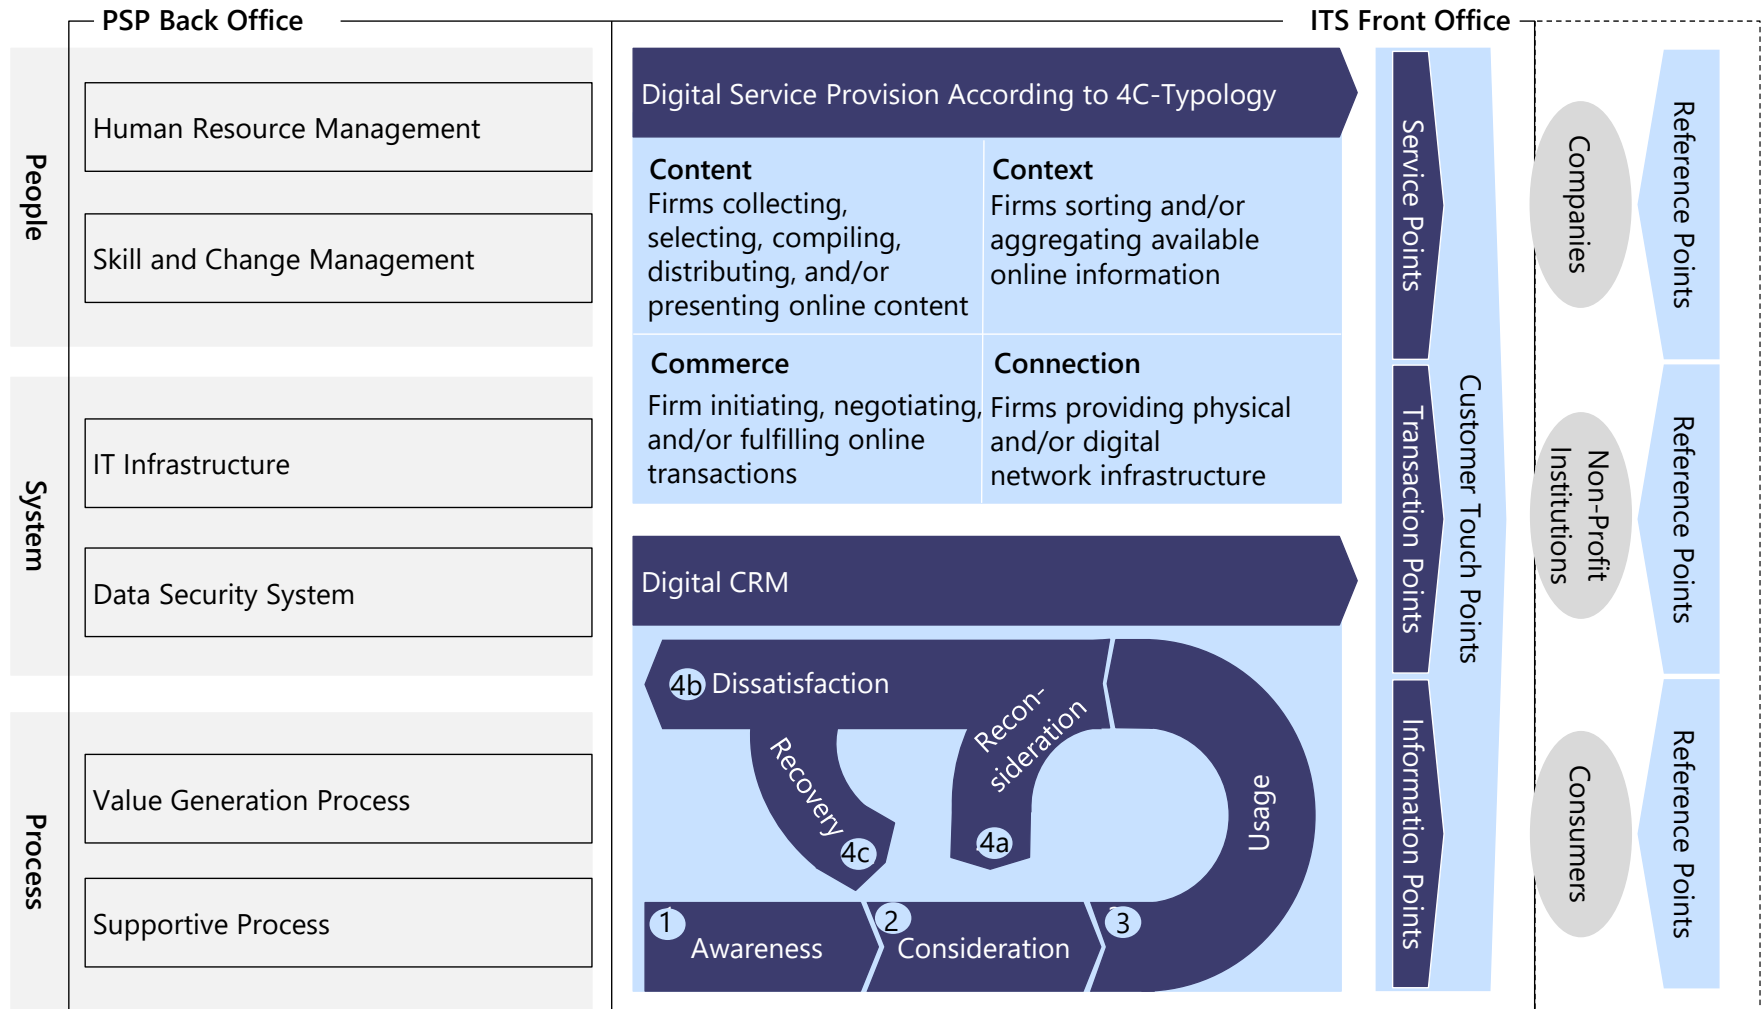 PSP Back Office
ITS Front Office
People
Human Resource Management
Skill and Change Management
System
IT Infrastructure
Data Security System
Process
Value Generation Process
Supportive Process
Digital Service Provision According to 4C-Typology
Content
Firms collecting,
selecting, compiling,
distributing, and/or
presenting online content
Context
Firms sorting and/or
aggregating available
online information
Commerce
Firm initiating, negotiating,
and/or fulfilling online
transactions
Connection
Firms providing physical
and/or digital
network infrastructure
Digital CRM
4b Dissatisfaction
Recon-
sideration
4a
Recovery
4c
Usage
1
Awareness
2
Consideration
3
Service Points
Transaction Points
Information Points
Customer Touch Points
Companies
Non-Profit
Institutions
Consumers
Reference Points
Reference Points
Reference Points